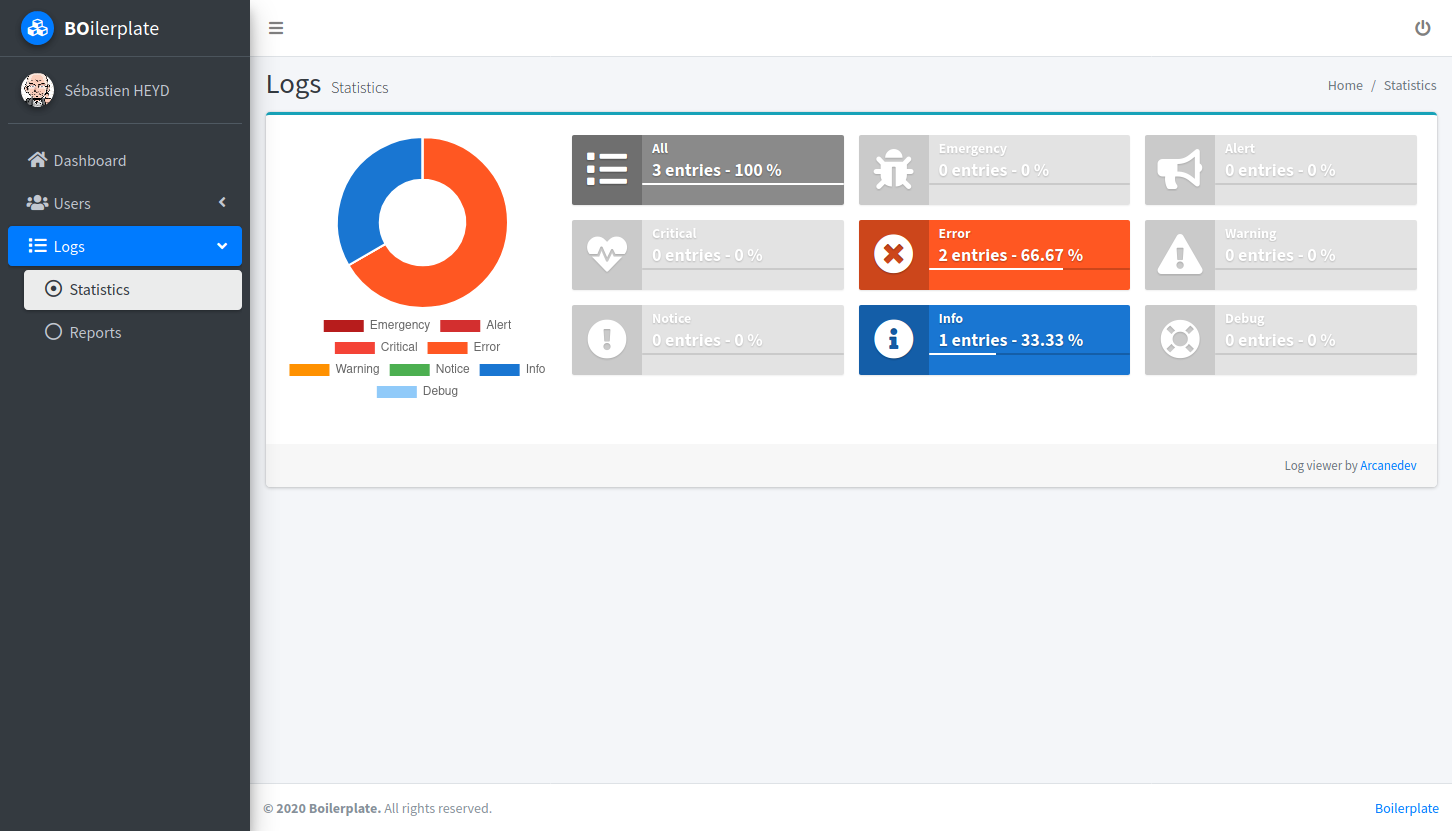 BOilerplate
Sébastien HEYD
Dashboard
Users
Logs
Statistics
Reports
Logs Statistics
Home / Statistics
Emergency Alert
Critical Error
Warning Notice Info
Debug
All
3 entries - 100 %
Emergency
0 entries - 0 %
Alert
0 entries - 0 %
Critical
0 entries - 0 %
Error
2 entries - 66.67 %
Warning
0 entries - 0 %
Notice
0 entries - 0 %
Info
1 entries - 33.33 %
Debug
0 entries - 0 %
Log viewer by Arcanedev
© 2020 Boilerplate. All rights reserved.
Boilerplate